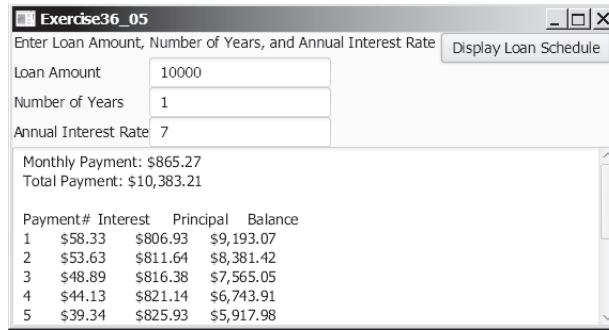 Exercise36_05
Enter Loan Amount, Number of Years, and Annual Interest Rate
Display Loan Schedule
Loan Amount 10000
Number of Years 1
Annual Interest Rate 7
Monthly Payment: $865.27
Total Payment: $10,383.21
Payment# Interest Principal Balance
1 $58.33 $806.93 $9,193.07
2 $53.63 $811.64 $8,381.42
3 $48.89 $816.38 $7,565.05
4 $44.13 $821.14 $6,743.91
5 $39.34 $825.93 $5,917.98